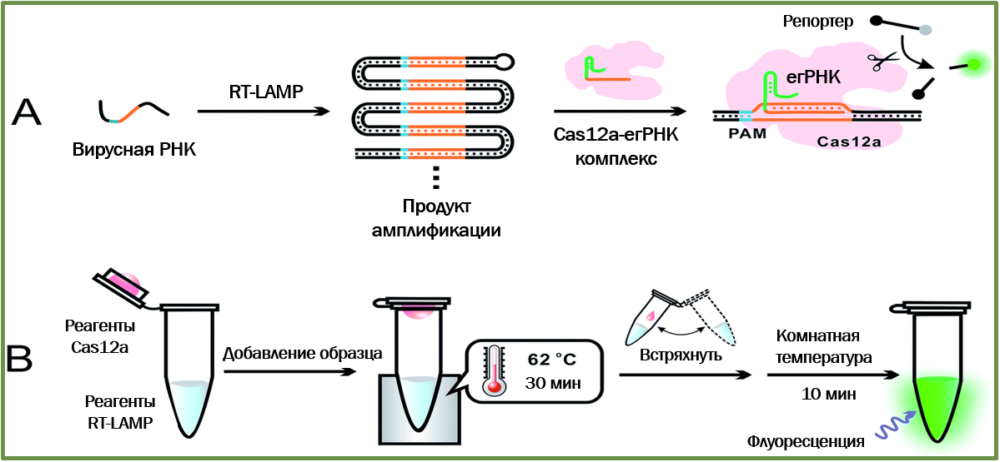 Репортер
A
RT-LAMP
егРНК
Вирусная РНК
Cas12a-егРНК
комплекс
PAM
Cas12a
Продукт
амплификации
B
Реагенты
Cas12a
Реагенты
RT-LAMP
Добавление образца
62 °C
30 мин
Встряхнуть
Комнатная
температура
10 мин
Флуоресценция